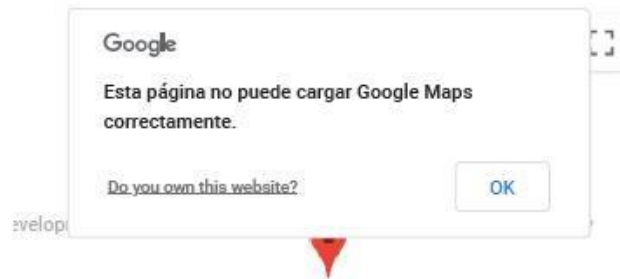 Google
Esta página no puede cargar Google Maps
correctamente.
Do you own this website?
OK